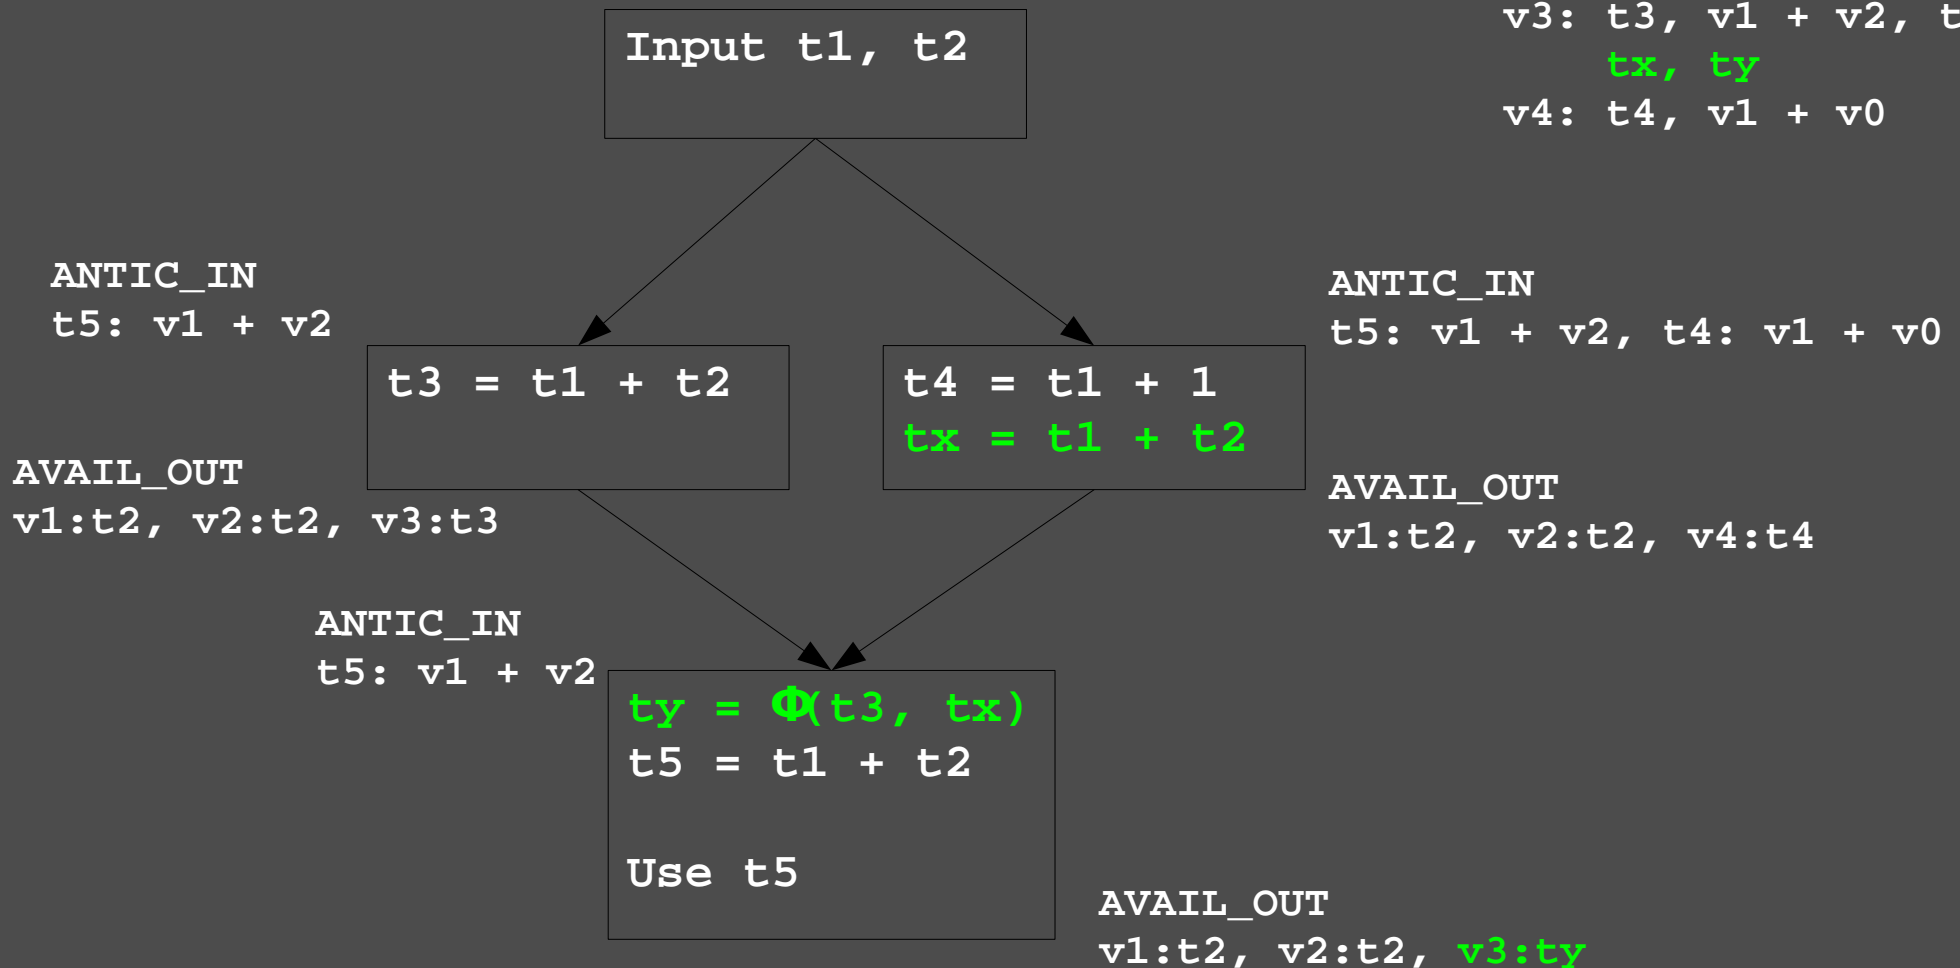 Input t1, t2
v3: t3, v1 + v2, t
tx, ty
v4: t4, v1 + v0
ANTIC_IN
t5: v1 + v2
ANTIC_IN
t5: v1 + v2, t4: v1 + v0
t3 = t1 + t2
t4 = t1 + 1
tx = t1 + t2
AVAIL_OUT
v1:t2, v2:t2, v3:t3
AVAIL_OUT
v1:t2, v2:t2, v4:t4
ANTIC_IN
t5: v1 + v2
ty = Φ(t3, tx)
t5 = t1 + t2
Use t5
AVAIL_OUT
v1:t2, v2:t2, v3:ty